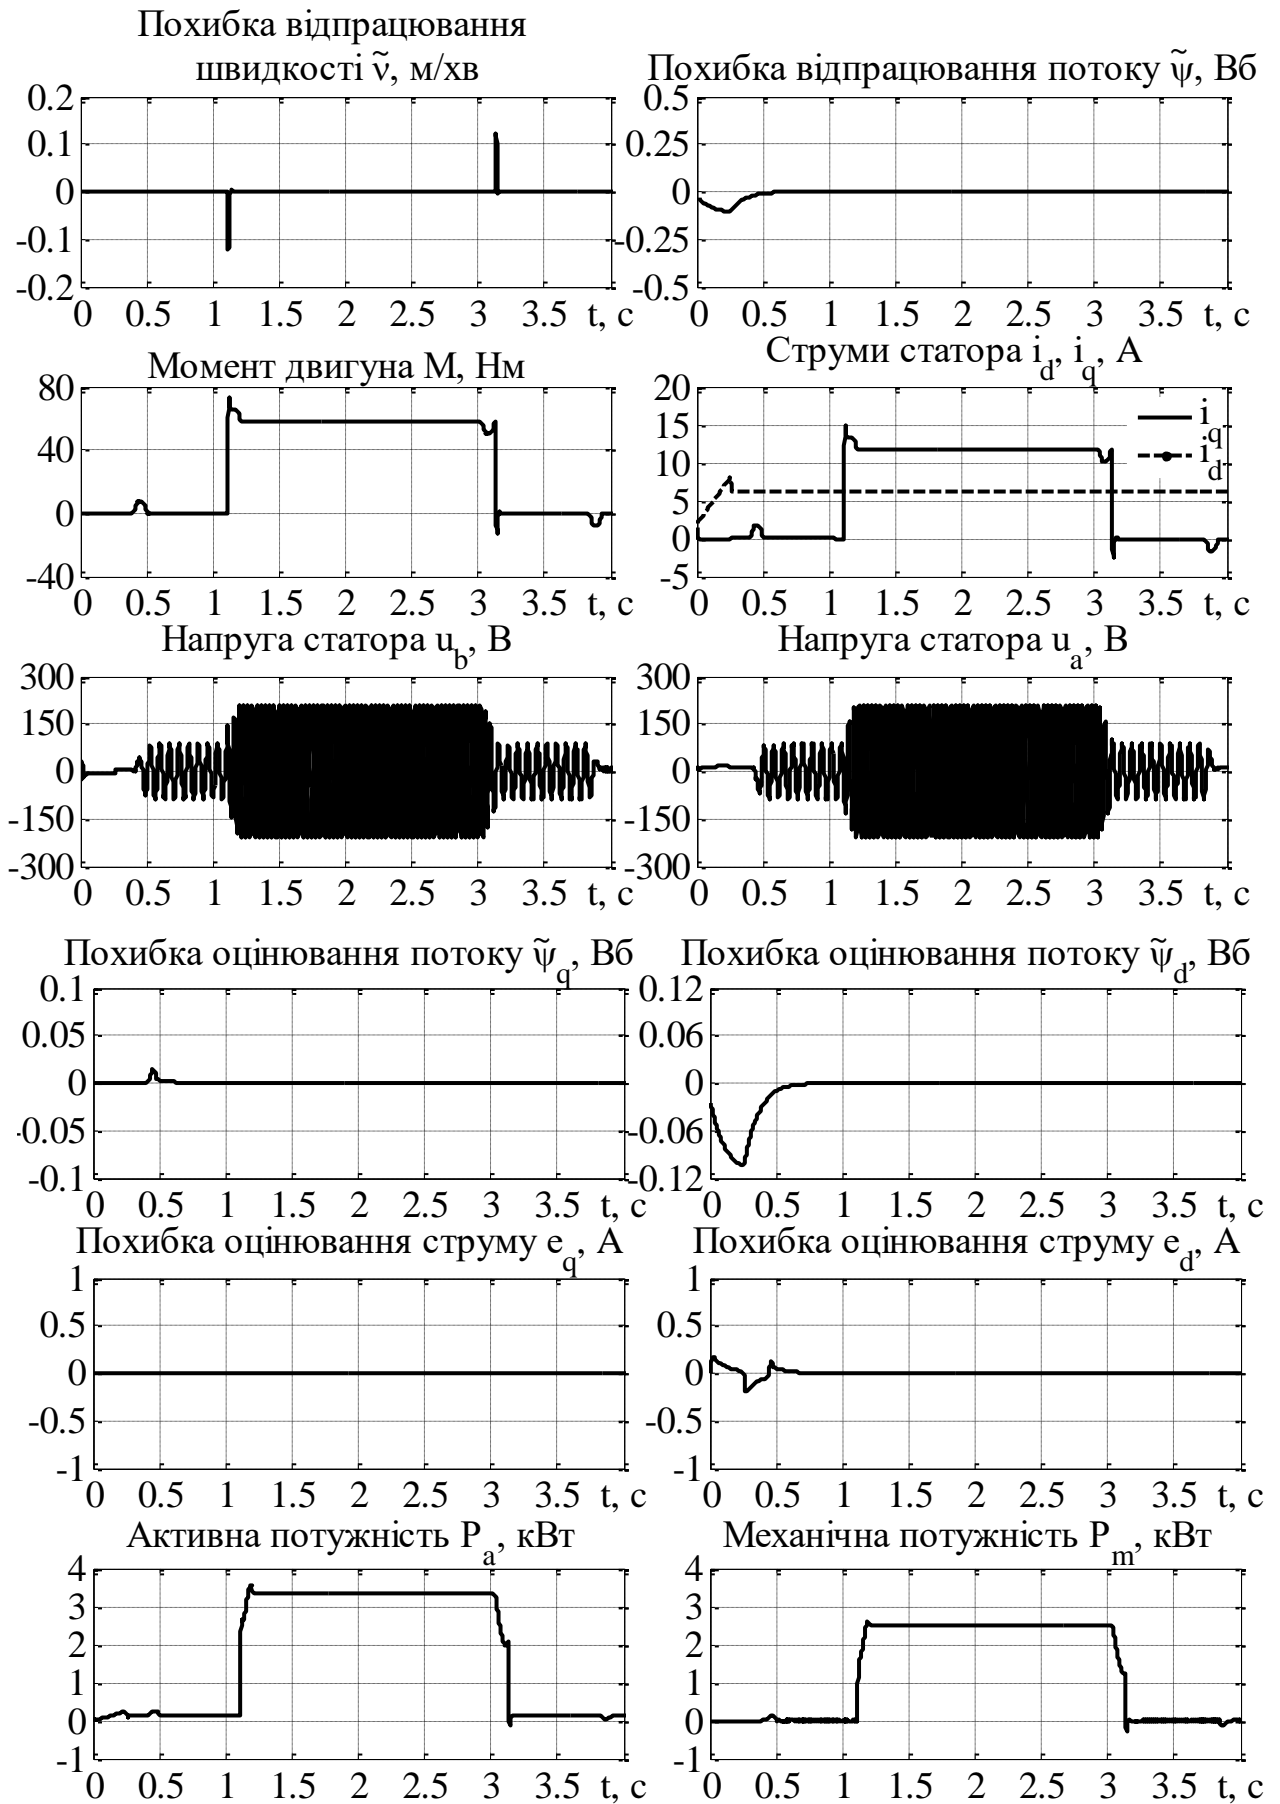 Похибка відпрацювання
швидкості ν̃, м/хв
0.2
0.1
0
-0.1
-0.2
0 0.5 1 1.5 2 2.5 3 3.5 t, с
Похибка відпрацювання потоку ψ̃, Вб
0.5
0.25
0
-0.25
-0.5
0 0.5 1 1.5 2 2.5 3 3.5 t, с
Момент двигуна М, Нм
80
40
0
-40
0 0.5 1 1.5 2 2.5 3 3.5 t, с
Струми статора i_d, i_q, А
20
15
10
5
0
-5
i_q
i_d
0 0.5 1 1.5 2 2.5 3 3.5 t, с
Напруга статора u_b, В
300
150
0
-150
-300
0 0.5 1 1.5 2 2.5 3 3.5 t, с
Напруга статора u_a, В
300
150
0
-150
-300
0 0.5 1 1.5 2 2.5 3 3.5 t, с
Похибка оцінювання потоку ψ̃_q, Вб
0.1
0.05
0
-0.05
-0.1
0 0.5 1 1.5 2 2.5 3 3.5 t, с
Похибка оцінювання потоку ψ̃_d, Вб
0.12
0.06
0
-0.06
-0.12
0 0.5 1 1.5 2 2.5 3 3.5 t, с
Похибка оцінювання струму e_q, А
1
0.5
0
-0.5
-1
0 0.5 1 1.5 2 2.5 3 3.5 t, с
Похибка оцінювання струму e_d, А
1
0.5
0
-0.5
-1
0 0.5 1 1.5 2 2.5 3 3.5 t, с
Активна потужність P_a, кВт
4
3
2
1
0
-1
0 0.5 1 1.5 2 2.5 3 3.5 t, с
Механічна потужність P_m, кВт
4
3
2
1
0
-1
0 0.5 1 1.5 2 2.5 3 3.5 t, с